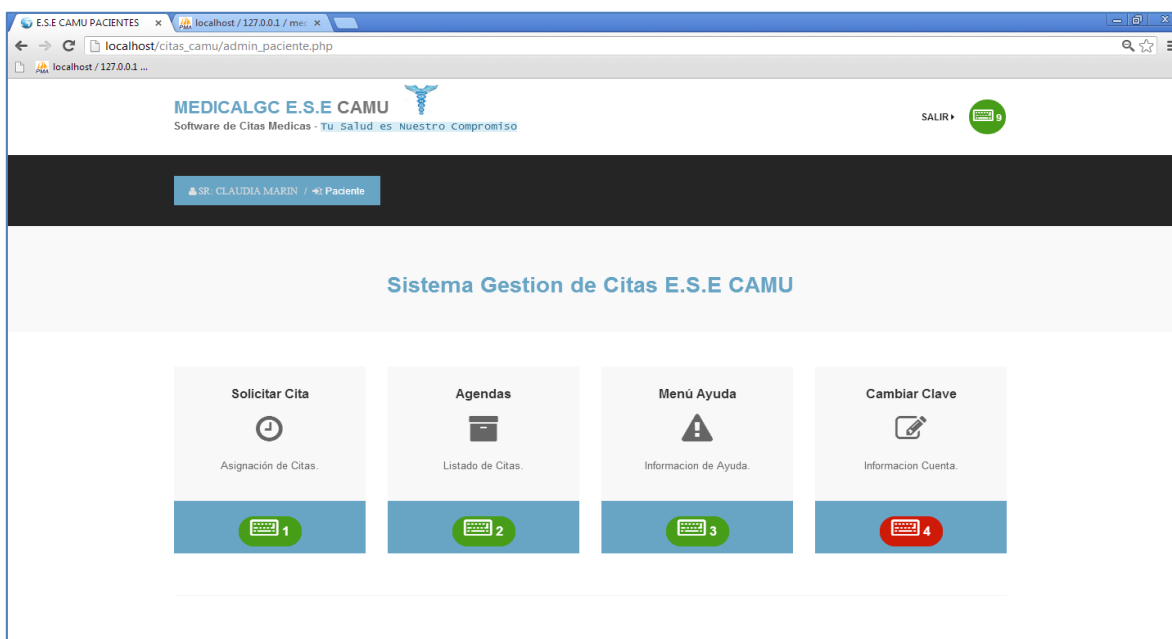 E.S.E CAMU PACIENTES
localhost / 127.0.0.1 / mec
localhost/citas_camu/admin_paciente.php
localhost / 127.0.0.1 ...
MEDICALGC E.S.E CAMU
Software de Citas Medicas - Tu Salud es Nuestro Compromiso
SALIR
9
SR: CLAUDIA MARIN / Paciente
Sistema Gestion de Citas E.S.E CAMU
Solicitar Cita
Asignación de Citas.
1
Agendas
Listado de Citas.
2
Menú Ayuda
Informacion de Ayuda.
3
Cambiar Clave
Informacion Cuenta.
4